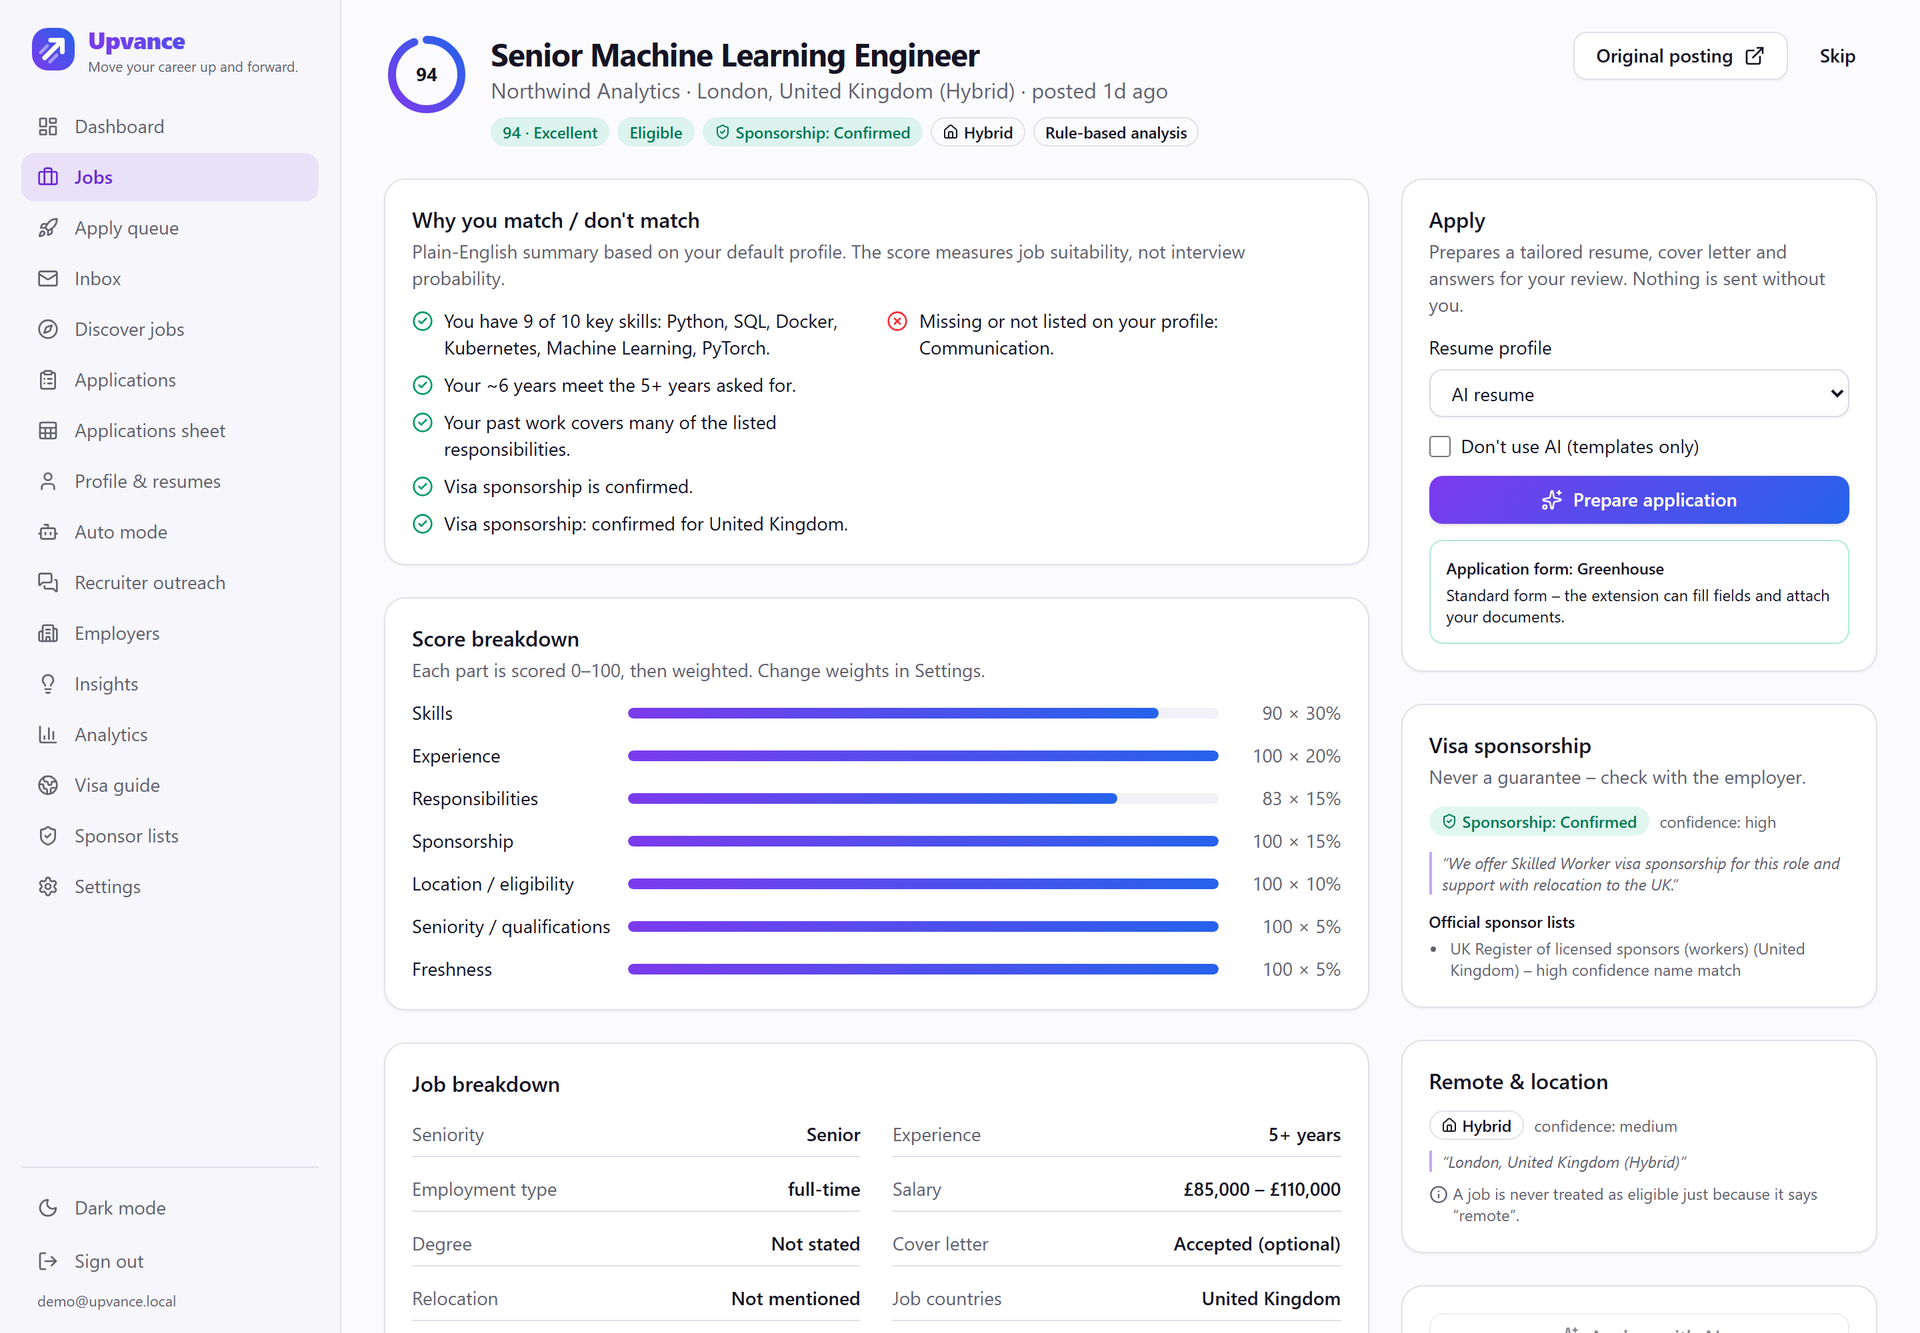 Upvance
Move your career up and forward.
Dashboard
Jobs
Apply queue
Inbox
Discover jobs
Applications
Applications sheet
Profile & resumes
Auto mode
Recruiter outreach
Employers
Insights
Analytics
Visa guide
Sponsor lists
Settings
Dark mode
Sign out
demo@upvance.local
94
Senior Machine Learning Engineer
Northwind Analytics · London, United Kingdom (Hybrid) · posted 1d ago
94 · Excellent
Eligible
Sponsorship: Confirmed
Hybrid
Rule-based analysis
Original posting
Skip
Why you match / don't match
Plain-English summary based on your default profile. The score measures job suitability, not interview
probability.
You have 9 of 10 key skills: Python, SQL, Docker,
Kubernetes, Machine Learning, PyTorch.
Your ~6 years meet the 5+ years asked for.
Your past work covers many of the listed
responsibilities.
Visa sponsorship is confirmed.
Visa sponsorship: confirmed for United Kingdom.
Missing or not listed on your profile:
Communication.
Score breakdown
Each part is scored 0–100, then weighted. Change weights in Settings.
Skills 90 × 30%
Experience 100 × 20%
Responsibilities 83 × 15%
Sponsorship 100 × 15%
Location / eligibility 100 × 10%
Seniority / qualifications 100 × 5%
Freshness 100 × 5%
Job breakdown
Seniority Senior
Experience 5+ years
Employment type full-time
Salary £85,000 – £110,000
Degree Not stated
Cover letter Accepted (optional)
Relocation Not mentioned
Job countries United Kingdom
Apply
Prepares a tailored resume, cover letter and
answers for your review. Nothing is sent without
you.
Resume profile
AI resume
Don't use AI (templates only)
Prepare application
Application form: Greenhouse
Standard form – the extension can fill fields and attach
your documents.
Visa sponsorship
Never a guarantee – check with the employer.
Sponsorship: Confirmed confidence: high
“We offer Skilled Worker visa sponsorship for this role and
support with relocation to the UK.”
Official sponsor lists
• UK Register of licensed sponsors (workers) (United
Kingdom) – high confidence name match
Remote & location
Hybrid confidence: medium
“London, United Kingdom (Hybrid)”
A job is never treated as eligible just because it says
“remote”.